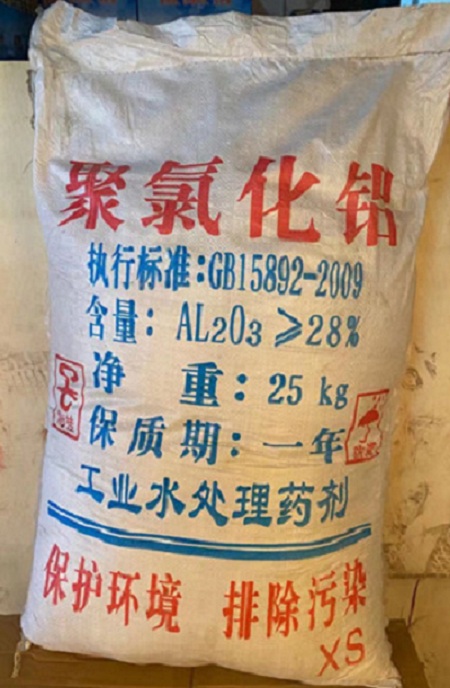 聚氯化铝
执行标准:GB15892-2009
含量: AL2O3 ≥28%
净 重: 25 kg
保质期: 一年
工业水处理药剂
保护环境 排除污染
XS